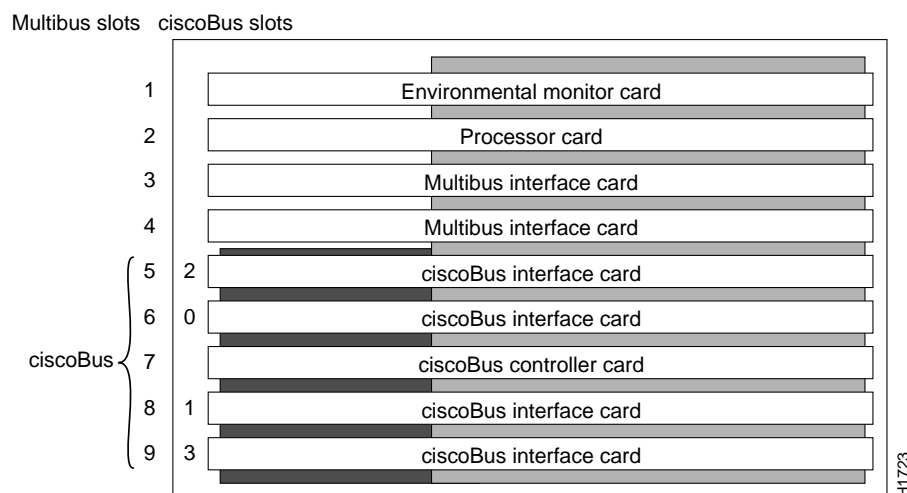 Multibus slots ciscoBus slots
1 Environmental monitor card
2 Processor card
3 Multibus interface card
4 Multibus interface card
5 2 ciscoBus interface card
6 0 ciscoBus interface card
ciscoBus 7 ciscoBus controller card
8 1 ciscoBus interface card
9 3 ciscoBus interface card
H1723